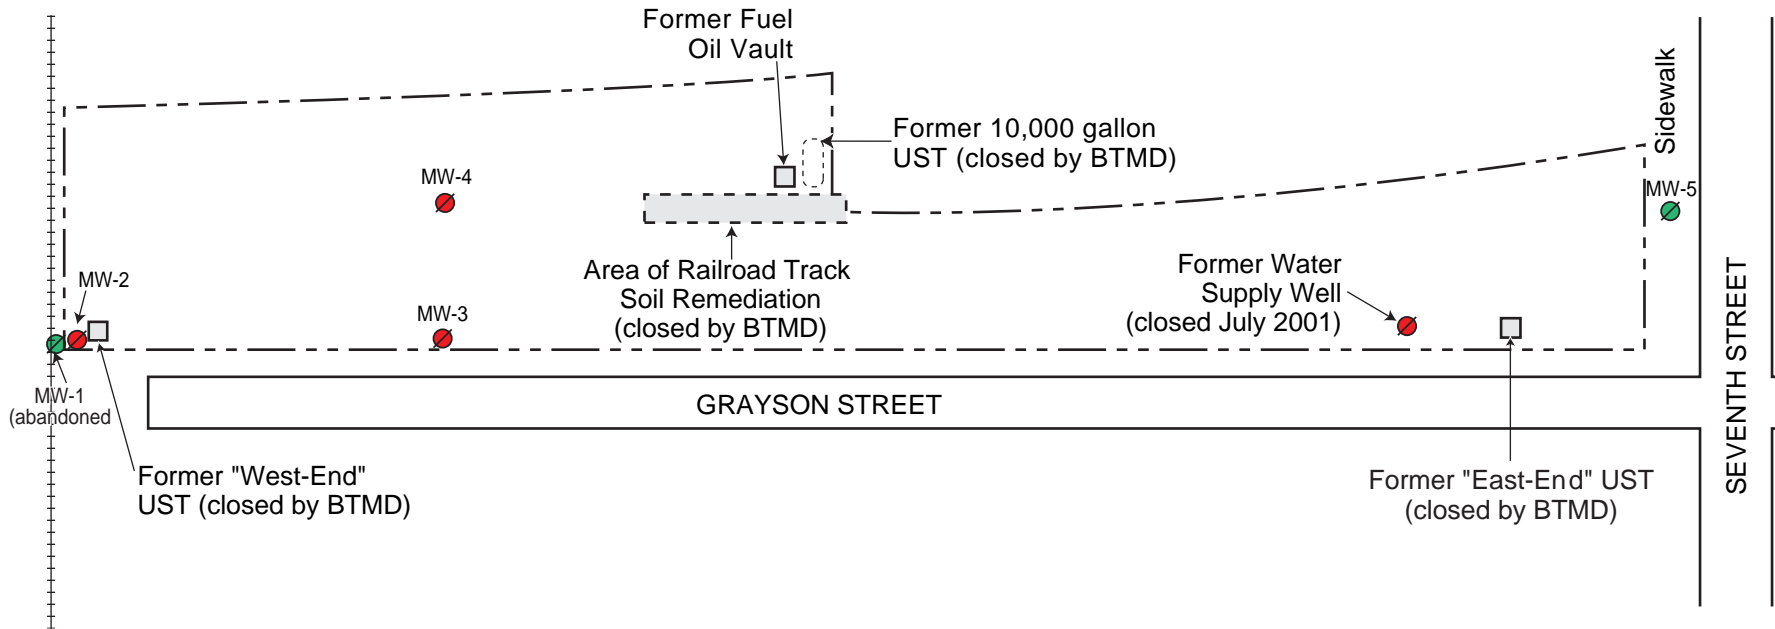 Former Fuel
Oil Vault
Sidewalk
Former 10,000 gallon
UST (closed by BTMD)
MW-4
MW-5
Area of Railroad Track
Soil Remediation
(closed by BTMD)
Former Water
Supply Well
(closed July 2001)
MW-2
MW-3
MW-1
(abandoned
GRAYSON STREET
SEVENTH STREET
Former "West-End"
UST (closed by BTMD)
Former "East-End" UST
(closed by BTMD)